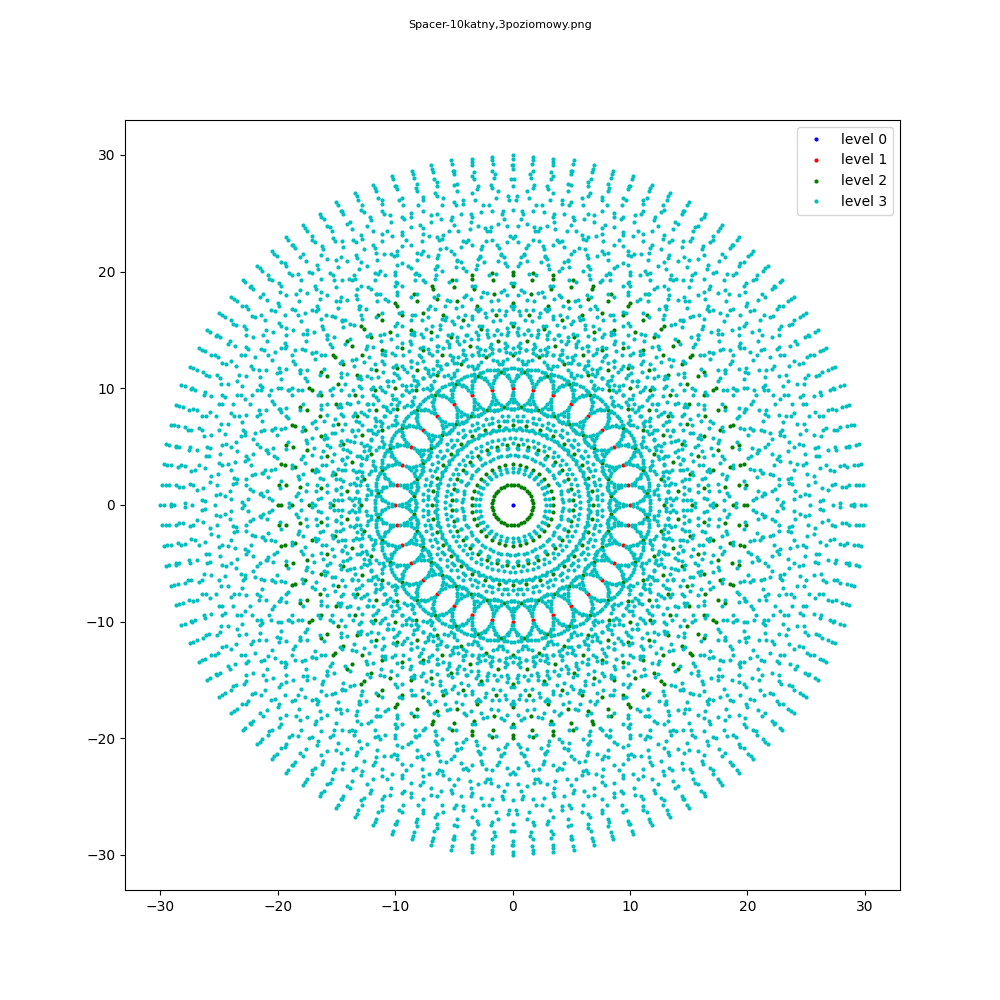 Spacer-10katny,3poziomowy.png
level 0
level 1
level 2
level 3
30
20
10
0
−10
−20
−30
−30 −20 −10 0 10 20 30